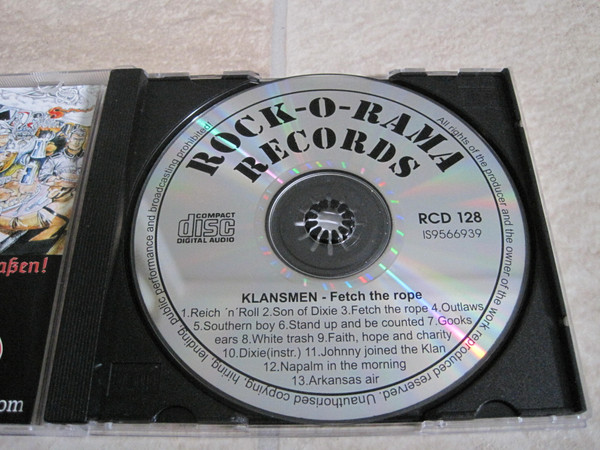 ROCK-O-RAMA
RECORDS
All rights of the producer and the owner of the work reproduced reserved. Unauthorised copying, hiring, lending public performance and broadcasting prohibited
COMPACT
disc
DIGITAL AUDIO
RCD 128
IS9566939
KLANSMEN - Fetch the rope
1.Reich ´n´Roll 2.Son of Dixie 3.Fetch the rope 4.Outlaws
5.Southern boy 6.Stand up and be counted 7.Gooks
ears 8.White trash 9.Faith, hope and charity
10.Dixie(instr.) 11.Johnny joined the Klan
12.Napalm in the morning
13.Arkansas air
aßen!
om